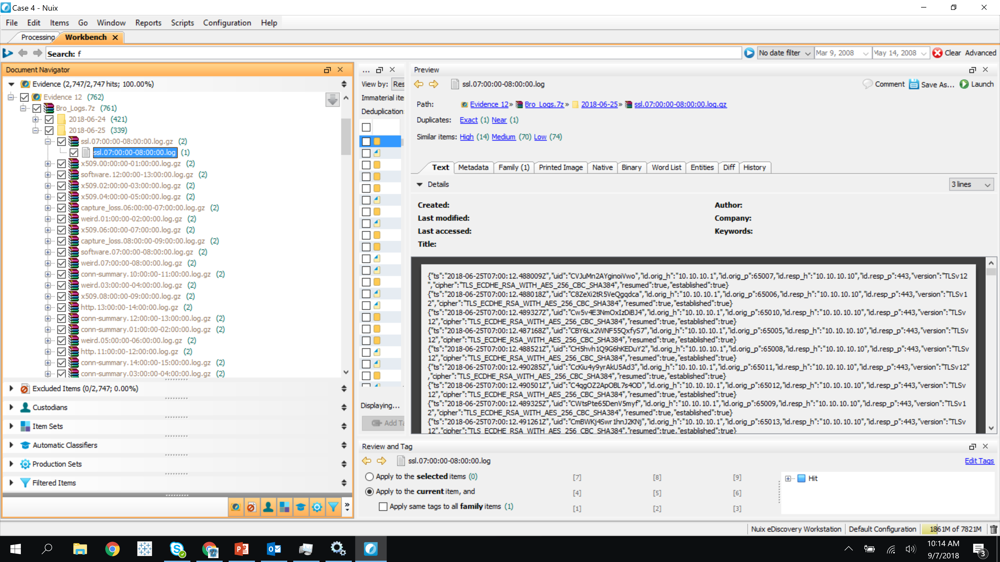 Case 4 - Nuix
File Edit Items Go Window Reports Scripts Configuration Help
Processing Workbench
Search: f
No date filter Mar 9, 2008 May 14, 2008 Clear Advanced
Document Navigator
Evidence (2,747/2,747 hits; 100.00%)
Evidence 12 (762)
Bro_Logs.7z (761)
2018-06-24 (421)
2018-06-25 (339)
ssl.07:00:00-08:00:00.log.gz (2)
ssl.07:00:00-08:00:00.log (1)
x509.00:00:00-01:00:00.log.gz (2)
software.12:00:00-13:00:00.log.gz (2)
x509.02:00:00-03:00:00.log.gz (2)
x509.04:00:00-05:00:00.log.gz (2)
capture_loss.06:00:00-07:00:00.log.gz (2)
weird.01:00:00-02:00:00.log.gz (2)
x509.06:00:00-07:00:00.log.gz (2)
capture_loss.08:00:00-09:00:00.log.gz (2)
software.07:00:00-08:00:00.log.gz (2)
weird.07:00:00-08:00:00.log.gz (2)
conn-summary.10:00:00-11:00:00.log.gz (2)
weird.03:00:00-04:00:00.log.gz (2)
x509.08:00:00-09:00:00.log.gz (2)
http.13:00:00-14:00:00.log.gz (2)
conn-summary.12:00:00-13:00:00.log.gz (2)
conn-summary.01:00:00-02:00:00.log.gz (2)
weird.05:00:00-06:00:00.log.gz (2)
http.11:00:00-12:00:00.log.gz (2)
conn-summary.14:00:00-15:00:00.log.gz (2)
conn-summary.03:00:00-04:00:00.log.gz (2)
Excluded Items (0/2,747; 0.00%)
Custodians
Item Sets
Automatic Classifiers
Production Sets
Filtered Items
...
View by: Res
Immaterial ite
Deduplication:
Displaying...
Add Ta
Preview
ssl.07:00:00-08:00:00.log
Comment Save As... Launch
Path: Evidence 12» Bro_Logs.7z» 2018-06-25» ssl.07:00:00-08:00:00.log.gz
Duplicates: Exact (1) Near (1)
Similar items: High (14) Medium (70) Low (74)
Text Metadata Family (1) Printed Image Native Binary Word List Entities Diff History
Details
3 lines
Created: Author:
Last modified: Company:
Last accessed: Keywords:
Title:
{"ts":"2018-06-25T07:00:12.488009Z","uid":"CVJuMn2AYginoiVwo","id.orig_h":"10.10.10.1","id.orig_p":65007,"id.resp_h":"10.10.10.10","id.resp_p":443,"version":"TLSv12
","cipher":"TLS_ECDHE_RSA_WITH_AES_256_CBC_SHA384","resumed":true,"established":true}
{"ts":"2018-06-25T07:00:12.488018Z","uid":"C8ZeXi2tR5VeQgqdca","id.orig_h":"10.10.10.1","id.orig_p":65006,"id.resp_h":"10.10.10.10","id.resp_p":443,"version":"TLSv1
2","cipher":"TLS_ECDHE_RSA_WITH_AES_256_CBC_SHA384","resumed":true,"established":true}
{"ts":"2018-06-25T07:00:12.489327Z","uid":"Cw5v4E3NmOxIzDiBJ4","id.orig_h":"10.10.10.1","id.orig_p":65010,"id.resp_h":"10.10.10.10","id.resp_p":443,"version":"TLSv
12","cipher":"TLS_ECDHE_RSA_WITH_AES_256_CBC_SHA384","resumed":true,"established":true}
{"ts":"2018-06-25T07:00:12.487168Z","uid":"CBY6Lx2WNF55QxfyS7","id.orig_h":"10.10.10.1","id.orig_p":65005,"id.resp_h":"10.10.10.10","id.resp_p":443,"version":"TLSv
12","cipher":"TLS_ECDHE_RSA_WITH_AES_256_CBC_SHA384","resumed":true,"established":true}
{"ts":"2018-06-25T07:00:12.488521Z","uid":"CH5hvh1Q9G6hKEDuY2","id.orig_h":"10.10.10.1","id.orig_p":65008,"id.resp_h":"10.10.10.10","id.resp_p":443,"version":"TLSv
12","cipher":"TLS_ECDHE_RSA_WITH_AES_256_CBC_SHA384","resumed":true,"established":true}
{"ts":"2018-06-25T07:00:12.490285Z","uid":"CcKiu4y9yrAkU5Ad3","id.orig_h":"10.10.10.1","id.orig_p":65011,"id.resp_h":"10.10.10.10","id.resp_p":443,"version":"TLSv12"
,"cipher":"TLS_ECDHE_RSA_WITH_AES_256_CBC_SHA384","resumed":true,"established":true}
{"ts":"2018-06-25T07:00:12.490501Z","uid":"C4qgOZ2ApOBL7s4OD","id.orig_h":"10.10.10.1","id.orig_p":65012,"id.resp_h":"10.10.10.10","id.resp_p":443,"version":"TLSv
12","cipher":"TLS_ECDHE_RSA_WITH_AES_256_CBC_SHA384","resumed":true,"established":true}
{"ts":"2018-06-25T07:00:12.489325Z","uid":"CWtsPte65DenV5myf","id.orig_h":"10.10.10.1","id.orig_p":65009,"id.resp_h":"10.10.10.10","id.resp_p":443,"version":"TLSv1
2","cipher":"TLS_ECDHE_RSA_WITH_AES_256_CBC_SHA384","resumed":true,"established":true}
{"ts":"2018-06-25T07:00:12.491261Z","uid":"CmBWKj4Swr1hnJ2KNj","id.orig_h":"10.10.10.1","id.orig_p":65013,"id.resp_h":"10.10.10.10","id.resp_p":443,"version":"TLSv
12","cipher":"TLS_ECDHE_RSA_WITH_AES_256_CBC_SHA384","resumed":true,"established":true}
Review and Tag
ssl.07:00:00-08:00:00.log
Edit Tags
Apply to the selected items (0) [7] [8] [9]
Apply to the current item, and [4] [5] [6]
Apply same tags to all family items (1) [1] [2] [3]
Hit
Nuix eDiscovery Workstation Default Configuration 1861M of 7821M
10:14 AM
9/7/2018
3